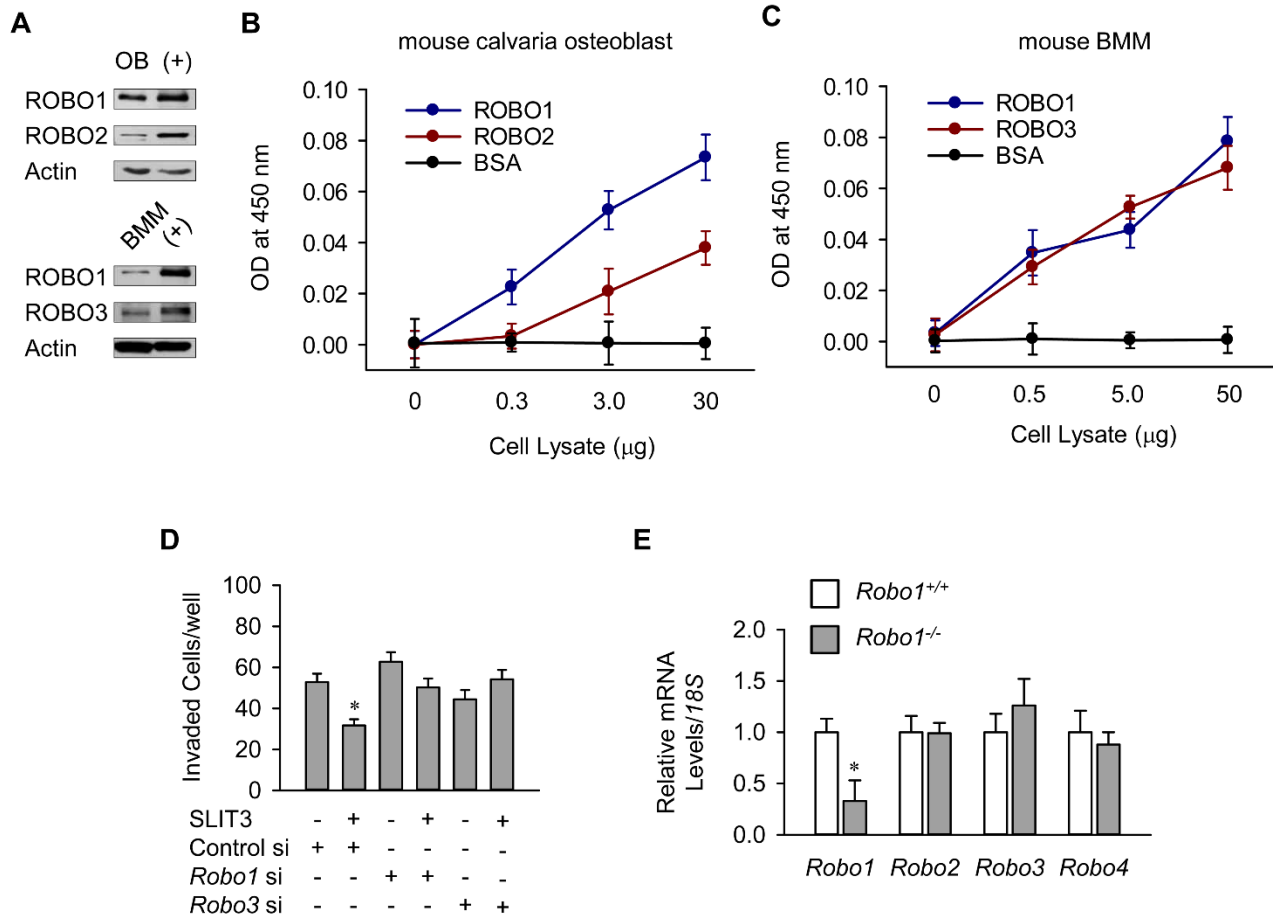 A
OB (+)
ROBO1
ROBO2
Actin
BMM (+)
ROBO1
ROBO3
Actin
B
mouse calvaria osteoblast
ROBO1
ROBO2
BSA
OD at 450 nm
0.10
0.08
0.06
0.04
0.02
0.00
0 0.3 3.0 30
Cell Lysate (μg)
C
mouse BMM
ROBO1
ROBO3
BSA
OD at 450 nm
0.10
0.08
0.06
0.04
0.02
0.00
0 0.5 5.0 50
Cell Lysate (μg)
D
Invaded Cells/well
100
80
60
40
20
0
*
SLIT3 - + - + - +
Control si + + - - - -
Robo1 si - - + + - -
Robo3 si - - - - + +
E
Robo1+/+
Robo1-/-
Relative mRNA
Levels/18S
2.0
1.5
1.0
0.5
0.0
*
Robo1 Robo2 Robo3 Robo4